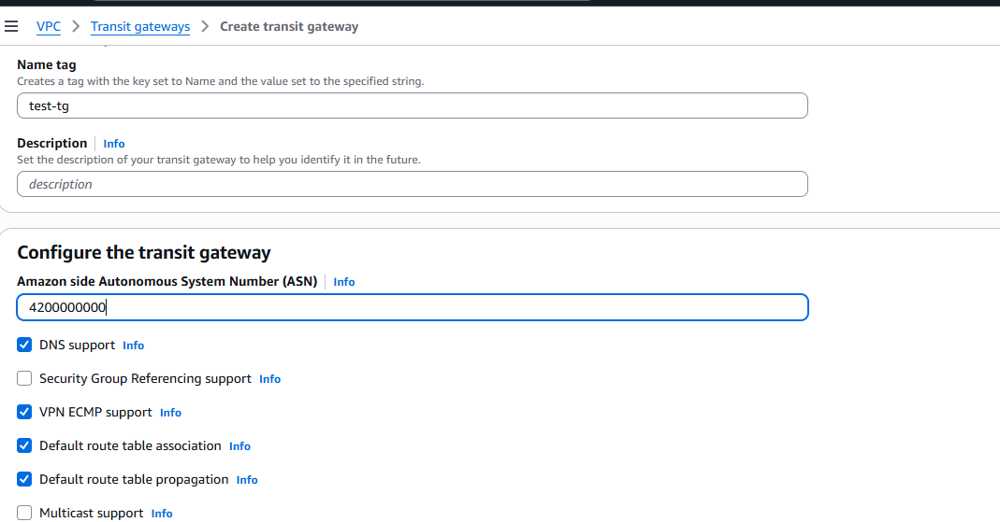 VPC > Transit gateways > Create transit gateway
Name tag
Creates a tag with the key set to Name and the value set to the specified string.
test-tg
Description | Info
Set the description of your transit gateway to help you identify it in the future.
description
Configure the transit gateway
Amazon side Autonomous System Number (ASN) | Info
4200000000
DNS support Info
Security Group Referencing support Info
VPN ECMP support Info
Default route table association Info
Default route table propagation Info
Multicast support Info